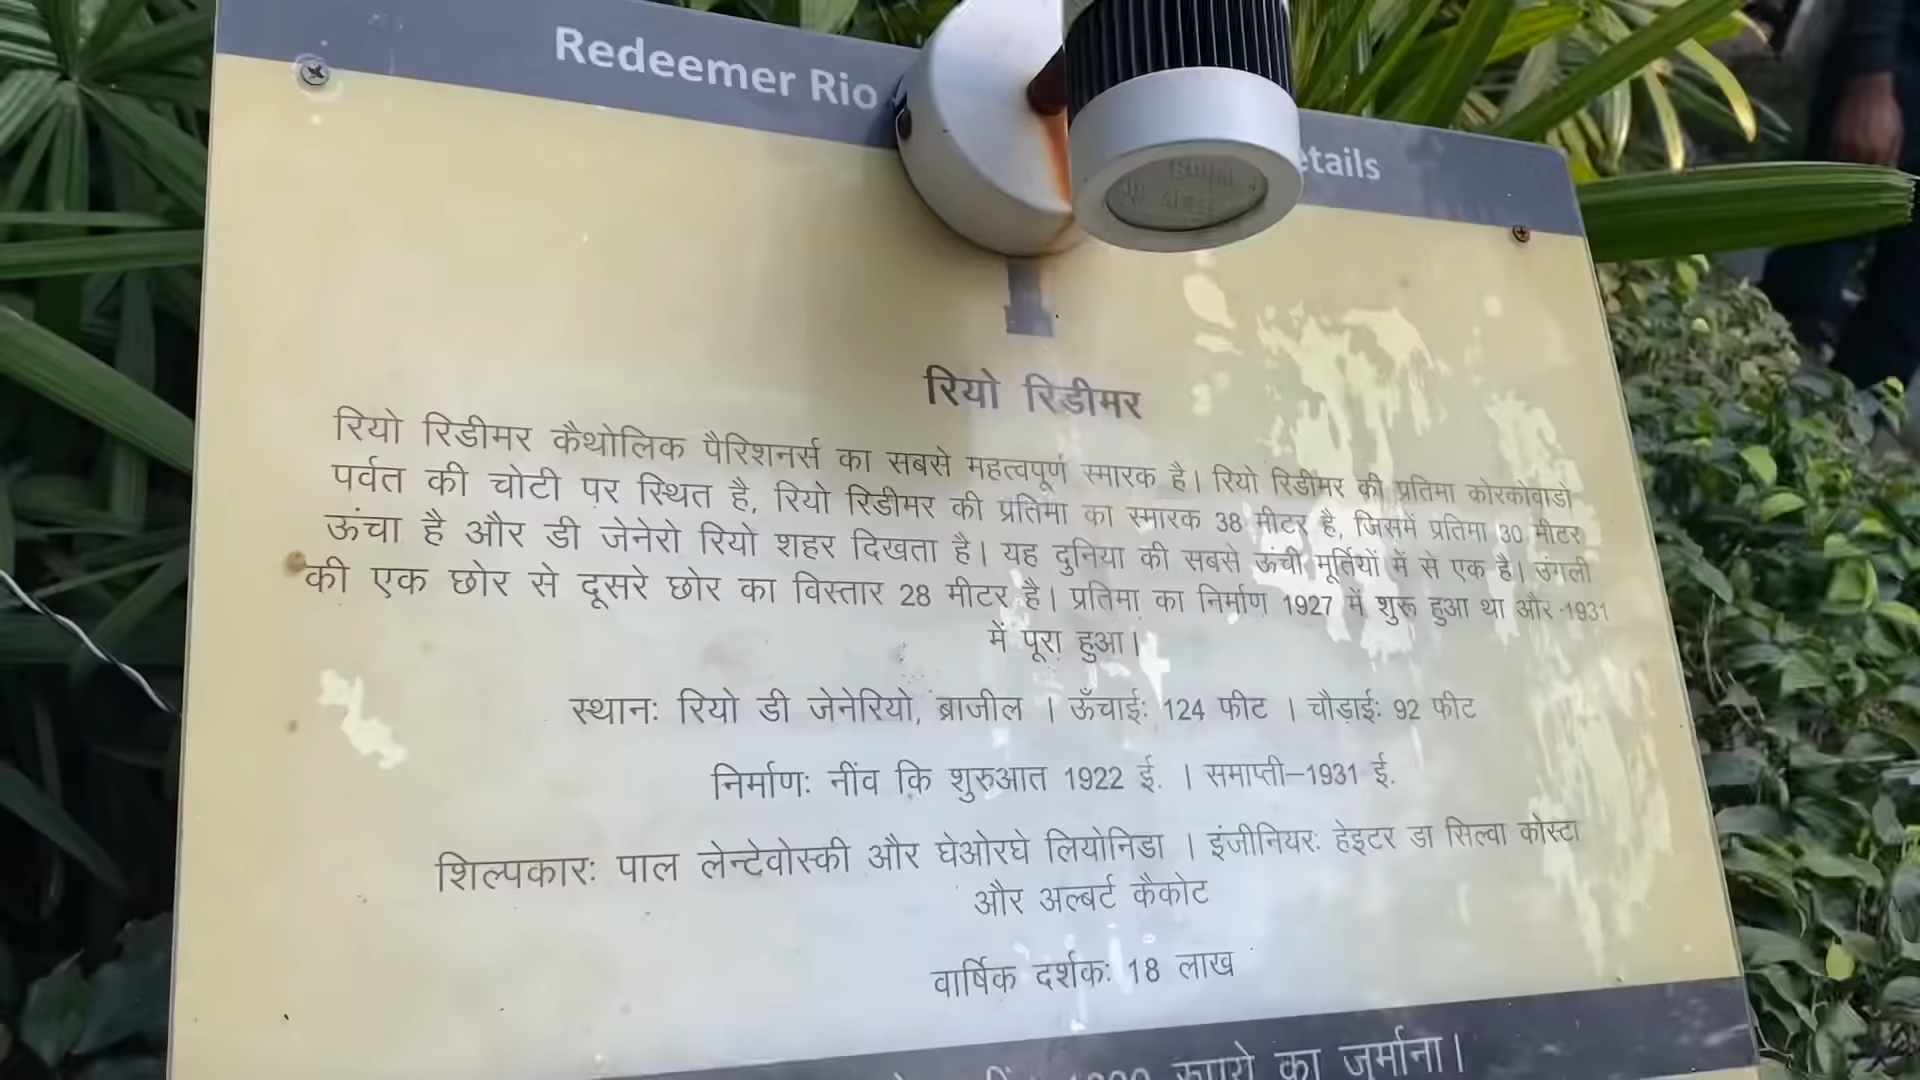 Redeemer Rio
रियो रिडीमर
रियो रिडीमर कैथोलिक पैरिशनर्स का सबसे महत्वपूर्ण स्मारक है। रियो रिडीमर की प्रतिमा कोरकोवाडो
पर्वत की चोटी पर स्थित है, रियो रिडीमर की प्रतिमा का स्मारक 38 मीटर है, जिसमें प्रतिमा 30 मीटर
ऊंचा है और डी जेनेरो रियो शहर दिखता है। यह दुनिया की सबसे ऊंची मूर्तियों में से एक है। उंगली
की एक छोर से दूसरे छोर का विस्तार 28 मीटर है। प्रतिमा का निर्माण 1927 में शुरू हुआ था और 1931
में पूरा हुआ।
स्थानः रियो डी जेनेरियो, ब्राजील । ऊँचाईः 124 फीट । चौड़ाईः 92 फीट
निर्माणः नींव कि शुरुआत 1922 ई. । समाप्ती–1931 ई.
शिल्पकारः पाल लेन्टेवोस्की और घेओरघे लियोनिडा । इंजीनियरः हेइटर डा सिल्वा कोस्टा
और अल्बर्ट कैकोट
वार्षिक दर्शकः 18 लाख
का जुर्माना।